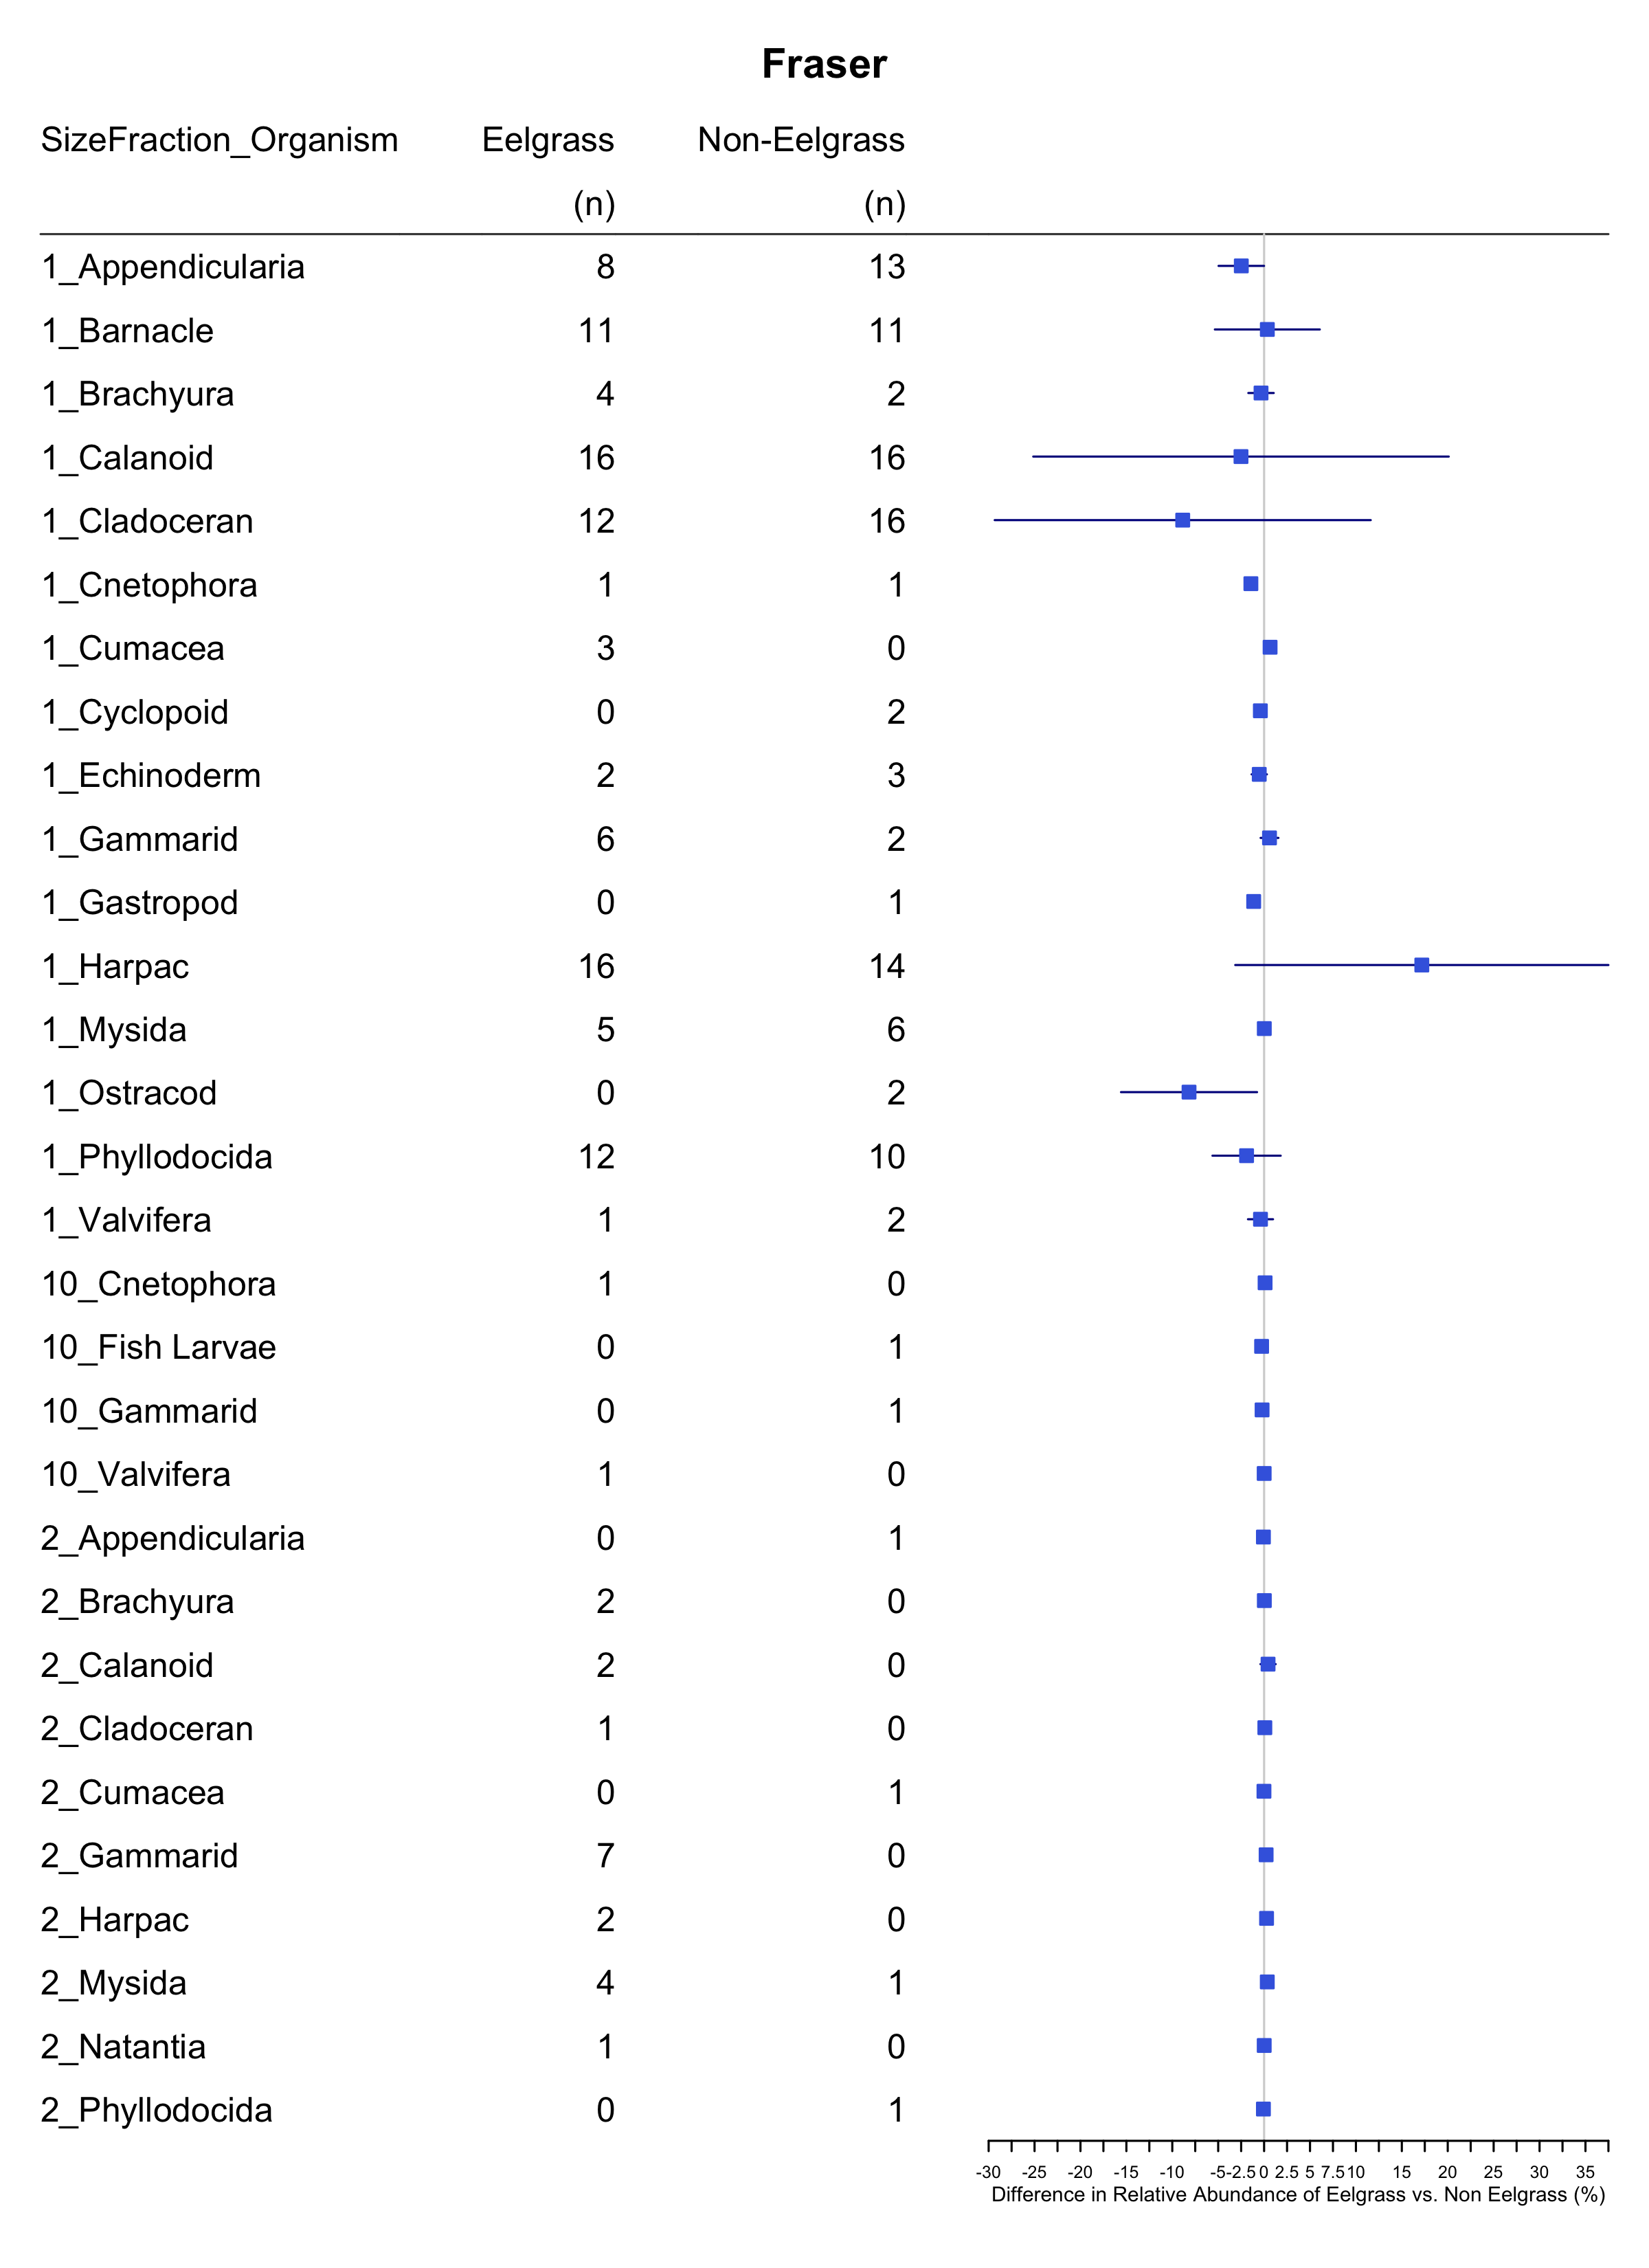 Fraser
SizeFraction_Organism Eelgrass Non-Eelgrass
(n) (n)
1_Appendicularia 8 13
1_Barnacle 11 11
1_Brachyura 4 2
1_Calanoid 16 16
1_Cladoceran 12 16
1_Cnetophora 1 1
1_Cumacea 3 0
1_Cyclopoid 0 2
1_Echinoderm 2 3
1_Gammarid 6 2
1_Gastropod 0 1
1_Harpac 16 14
1_Mysida 5 6
1_Ostracod 0 2
1_Phyllodocida 12 10
1_Valvifera 1 2
10_Cnetophora 1 0
10_Fish Larvae 0 1
10_Gammarid 0 1
10_Valvifera 1 0
2_Appendicularia 0 1
2_Brachyura 2 0
2_Calanoid 2 0
2_Cladoceran 1 0
2_Cumacea 0 1
2_Gammarid 7 0
2_Harpac 2 0
2_Mysida 4 1
2_Natantia 1 0
2_Phyllodocida 0 1
-30 -25 -20 -15 -10 -5 -2.5 0 2.5 5 7.5 10 15 20 25 30 35
Difference in Relative Abundance of Eelgrass vs. Non Eelgrass (%)